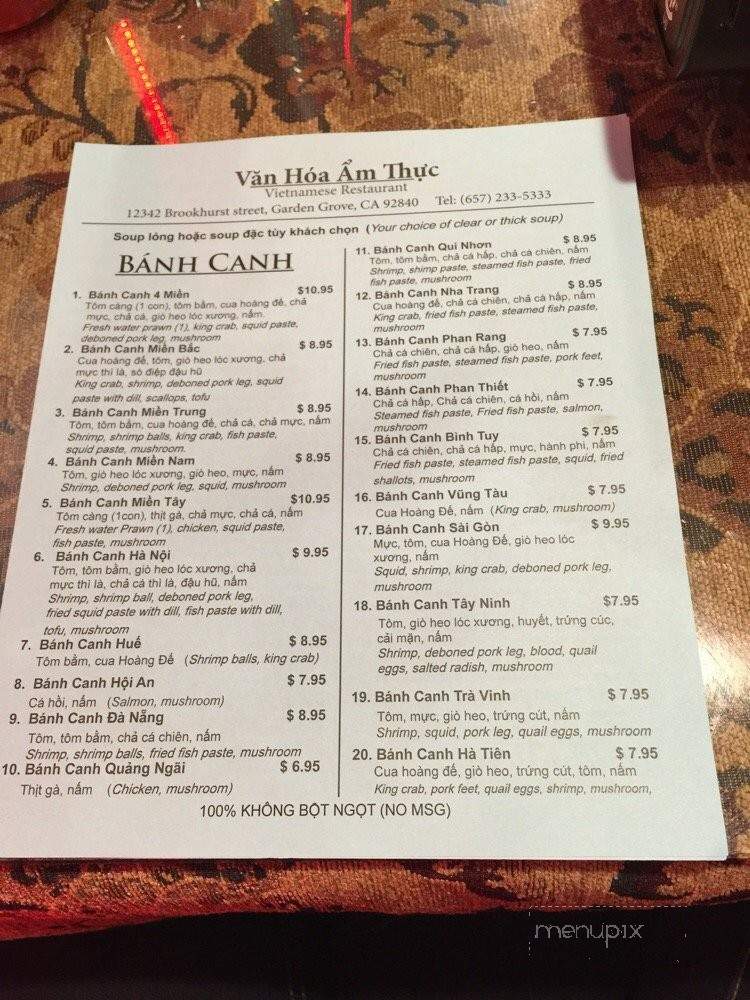 Văn Hóa Ẩm Thực
Vietnamese Restaurant
12342 Brookhurst street, Garden Grove, CA 92840 Tel: (657) 233-5333
Soup lỏng hoặc soup đặc tùy khách chọn (Your choice of clear or thick soup)
BÁNH CANH
1. Bánh Canh 4 Miền $10.95
Tôm càng (1 con), tôm bằm, cua hoàng đế, chả
mực, chả cá, giò heo lóc xương, nấm.
Fresh water prawn (1), king crab, squid paste,
deboned pork leg, mushroom
2. Bánh Canh Miền Bắc $ 8.95
Cua hoàng đế, tôm, giò heo lóc xương, chả
mực thì là, sò điệp đậu hũ
King crab, shrimp, deboned pork leg, squid
paste with dill, scallops, tofu
3. Bánh Canh Miền Trung $ 8.95
Tôm, tôm bằm, cua hoàng đế, chả cá, chả mực, nấm
Shrimp, shrimp balls, king crab, fish paste,
squid paste, mushroom.
4. Bánh Canh Miền Nam $ 8.95
Tôm, giò heo lóc xương, giò heo, mực, nấm
Shrimp, deboned pork leg, squid, mushroom
5. Bánh Canh Miền Tây $10.95
Tôm càng (1con), thịt gà, chả mực, chả cá, nấm
Fresh water Prawn (1), chicken, squid paste,
fish paste, mushroom
6. Bánh Canh Hà Nội $ 9.95
Tôm, tôm bằm, giò heo lóc xương, chả
mực thì là, chả cá thì là, đậu hũ, nấm
Shrimp, shrimp ball, deboned pork leg,
fried squid paste with dill, fish paste with dill,
tofu, mushroom
7. Bánh Canh Huế $ 8.95
Tôm bằm, cua Hoàng Đế (Shrimp balls, king crab)
8. Bánh Canh Hội An $ 7.95
Cá hồi, nấm (Salmon, mushroom)
9. Bánh Canh Đà Nẵng $ 8.95
Tôm, tôm bằm, chả cá chiên, nấm
Shrimp, shrimp balls, fried fish paste, mushroom
10. Bánh Canh Quảng Ngãi $ 6.95
Thịt gà, nấm (Chicken, mushroom)
11. Bánh Canh Qui Nhơn $ 8.95
Tôm, tôm bằm, chả cá hấp, chả cá chiên, nấm
Shrimp, shimp paste, steamed fish paste, fried
fish paste, mushroom
12. Bánh Canh Nha Trang $ 8.95
Cua hoàng đế, chả cá chiên, chả cá hấp, nấm
King crab, fried fish paste, steamed fish paste,
mushroom
13. Bánh Canh Phan Rang $ 7.95
Chả cá chiên, chả cá hấp, giò heo, nấm
Fried fish paste, steamed fish paste, pork feet,
mushroom
14. Bánh Canh Phan Thiết $ 7.95
Chả cá hấp, Chả cá chiên, cá hồi, nấm
Steamed fish paste, Fried fish paste, salmon,
mushroom
15. Bánh Canh Bình Tuy $ 7.95
Chả cá chiên, chả cá hấp, mực, hành phi, nấm
Fried fish paste, steamed fish paste, squid, fried
shallots, mushroom
16. Bánh Canh Vũng Tàu $ 7.95
Cua Hoàng Đế, nấm (King crab, mushroom)
17. Bánh Canh Sài Gòn $ 9.95
Mực, tôm, cua Hoàng Đế, giò heo lóc
xương, nấm
Squid, shrimp, king crab, deboned pork leg,
mushroom
18. Bánh Canh Tây Ninh $7.95
Tôm, giò heo lóc xương, huyết, trứng cúc,
cải mặn, nấm
Shrimp, deboned pork leg, blood, quail
eggs, salted radish, mushroom
19. Bánh Canh Trà Vinh $ 7.95
Tôm, mực, giò heo, trứng cút, nấm
Shrimp, squid, pork leg, quail eggs, mushroom
20. Bánh Canh Hà Tiên $ 7.95
Cua hoàng đế, giò heo, trứng cút, tôm, nấm
King crab, pork feet, quail eggs, shrimp, mushroom,
100% KHÔNG BỘT NGỌT (NO MSG)
menupix